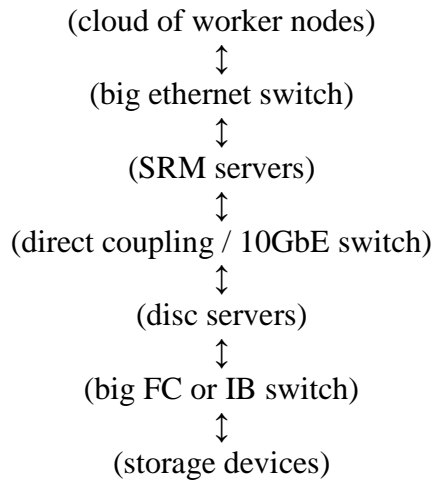 (cloud of worker nodes)
↕
(big ethernet switch)
↕
(SRM servers)
↕
(direct coupling / 10GbE switch)
↕
(disc servers)
↕
(big FC or IB switch)
↕
(storage devices)